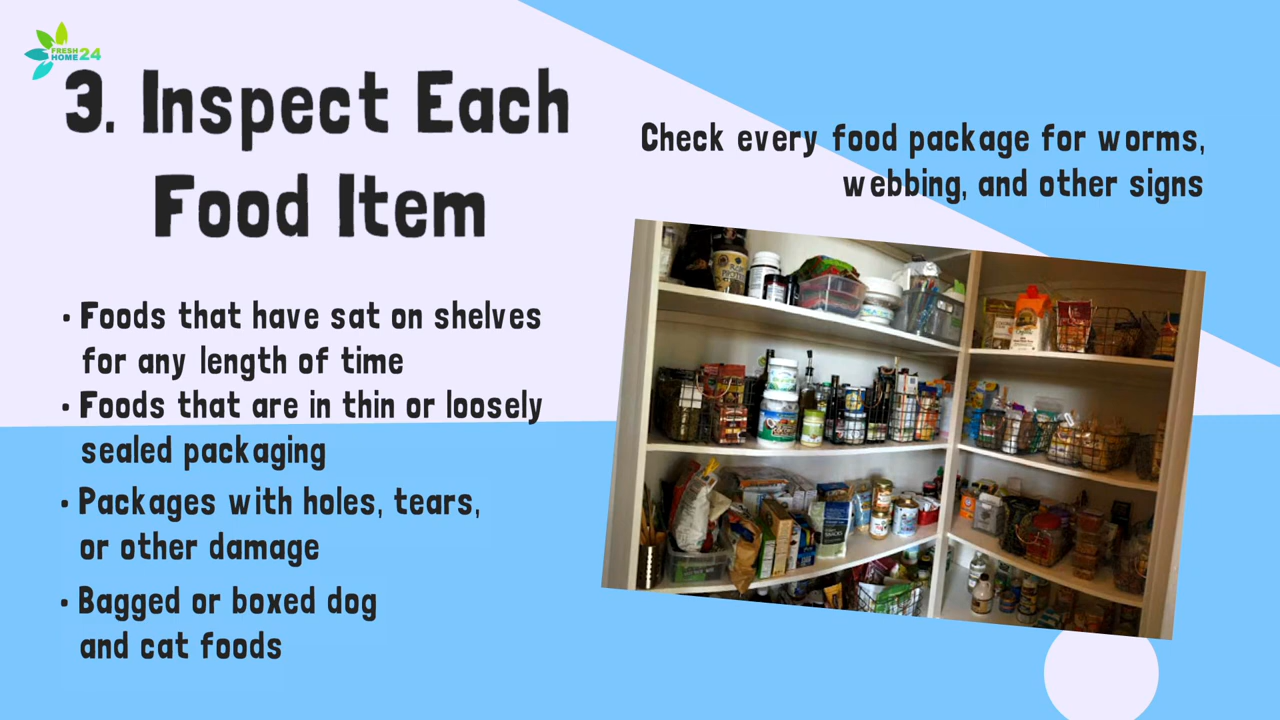 FRESH
HOME 24
3. Inspect Each
Food Item
Check every food package for worms,
webbing, and other signs
• Foods that have sat on shelves
for any length of time
• Foods that are in thin or loosely
sealed packaging
• Packages with holes, tears,
or other damage
• Bagged or boxed dog
and cat foods